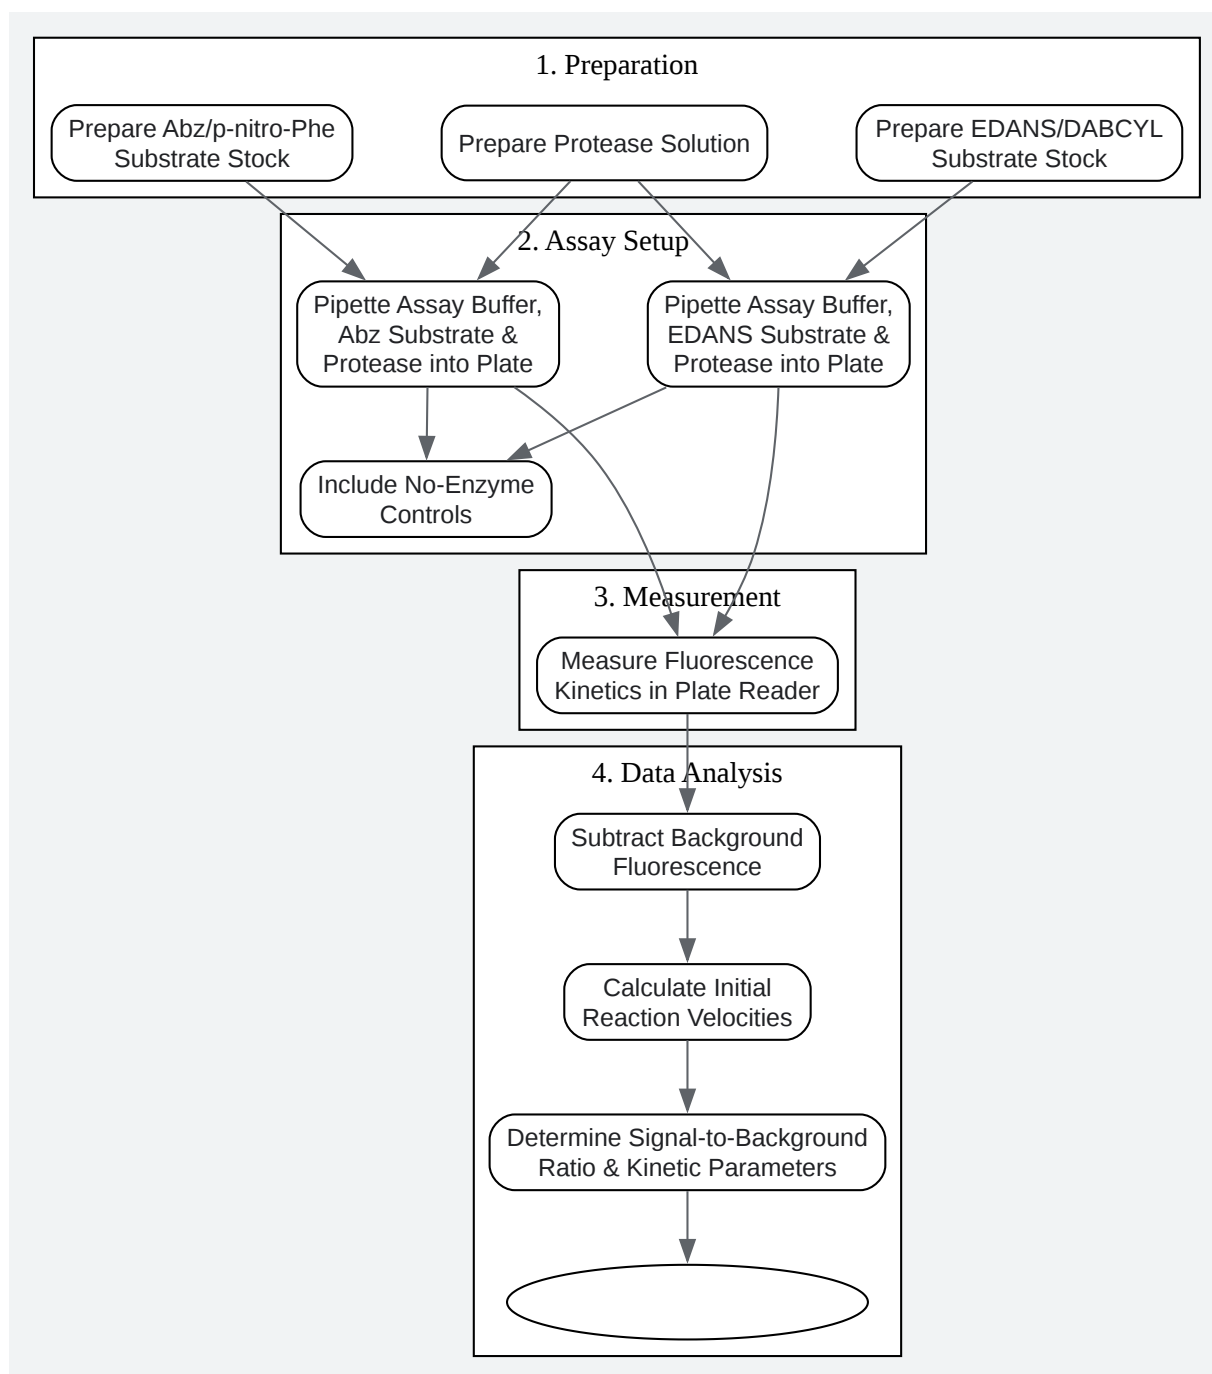 1. Preparation
Prepare Abz/p-nitro-Phe
Substrate Stock
Prepare Protease Solution
Prepare EDANS/DABCYL
Substrate Stock
2. Assay Setup
Pipette Assay Buffer,
Abz Substrate &
Protease into Plate
Pipette Assay Buffer,
EDANS Substrate &
Protease into Plate
Include No-Enzyme
Controls
3. Measurement
Measure Fluorescence
Kinetics in Plate Reader
4. Data Analysis
Subtract Background
Fluorescence
Calculate Initial
Reaction Velocities
Determine Signal-to-Background
Ratio & Kinetic Parameters